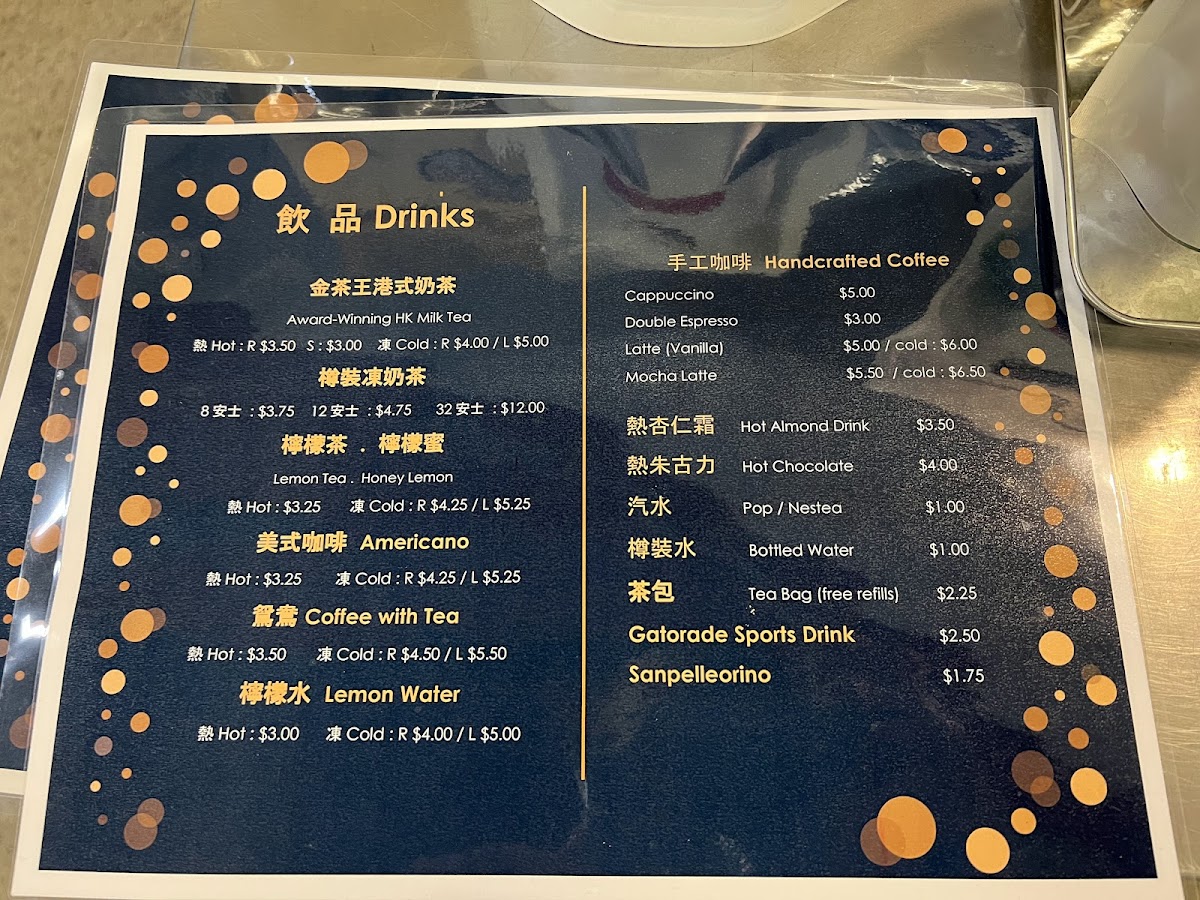 飲 品 Drinks
金茶王港式奶茶
Award-Winning HK Milk Tea
熱 Hot : R $3.50 S : $3.00 凍 Cold : R $4.00 / L $5.00
樽裝凍奶茶
8 安士 : $3.75 12 安士 : $4.75 32 安士 : $12.00
檸檬茶 . 檸檬蜜
Lemon Tea . Honey Lemon
熱 Hot : $3.25 凍 Cold : R $4.25 / L $5.25
美式咖啡 Americano
熱 Hot : $3.25 凍 Cold : R $4.25 / L $5.25
鴛鴦 Coffee with Tea
熱 Hot : $3.50 凍 Cold : R $4.50 / L $5.50
檸檬水 Lemon Water
熱 Hot : $3.00 凍 Cold : R $4.00 / L $5.00
手工咖啡 Handcrafted Coffee
Cappuccino $5.00
Double Espresso $3.00
Latte (Vanilla) $5.00 / cold : $6.00
Mocha Latte $5.50 / cold : $6.50
熱杏仁霜 Hot Almond Drink $3.50
熱朱古力 Hot Chocolate $4.00
汽水 Pop / Nestea $1.00
樽裝水 Bottled Water $1.00
茶包 Tea Bag (free refills) $2.25
Gatorade Sports Drink $2.50
Sanpelleorino $1.75